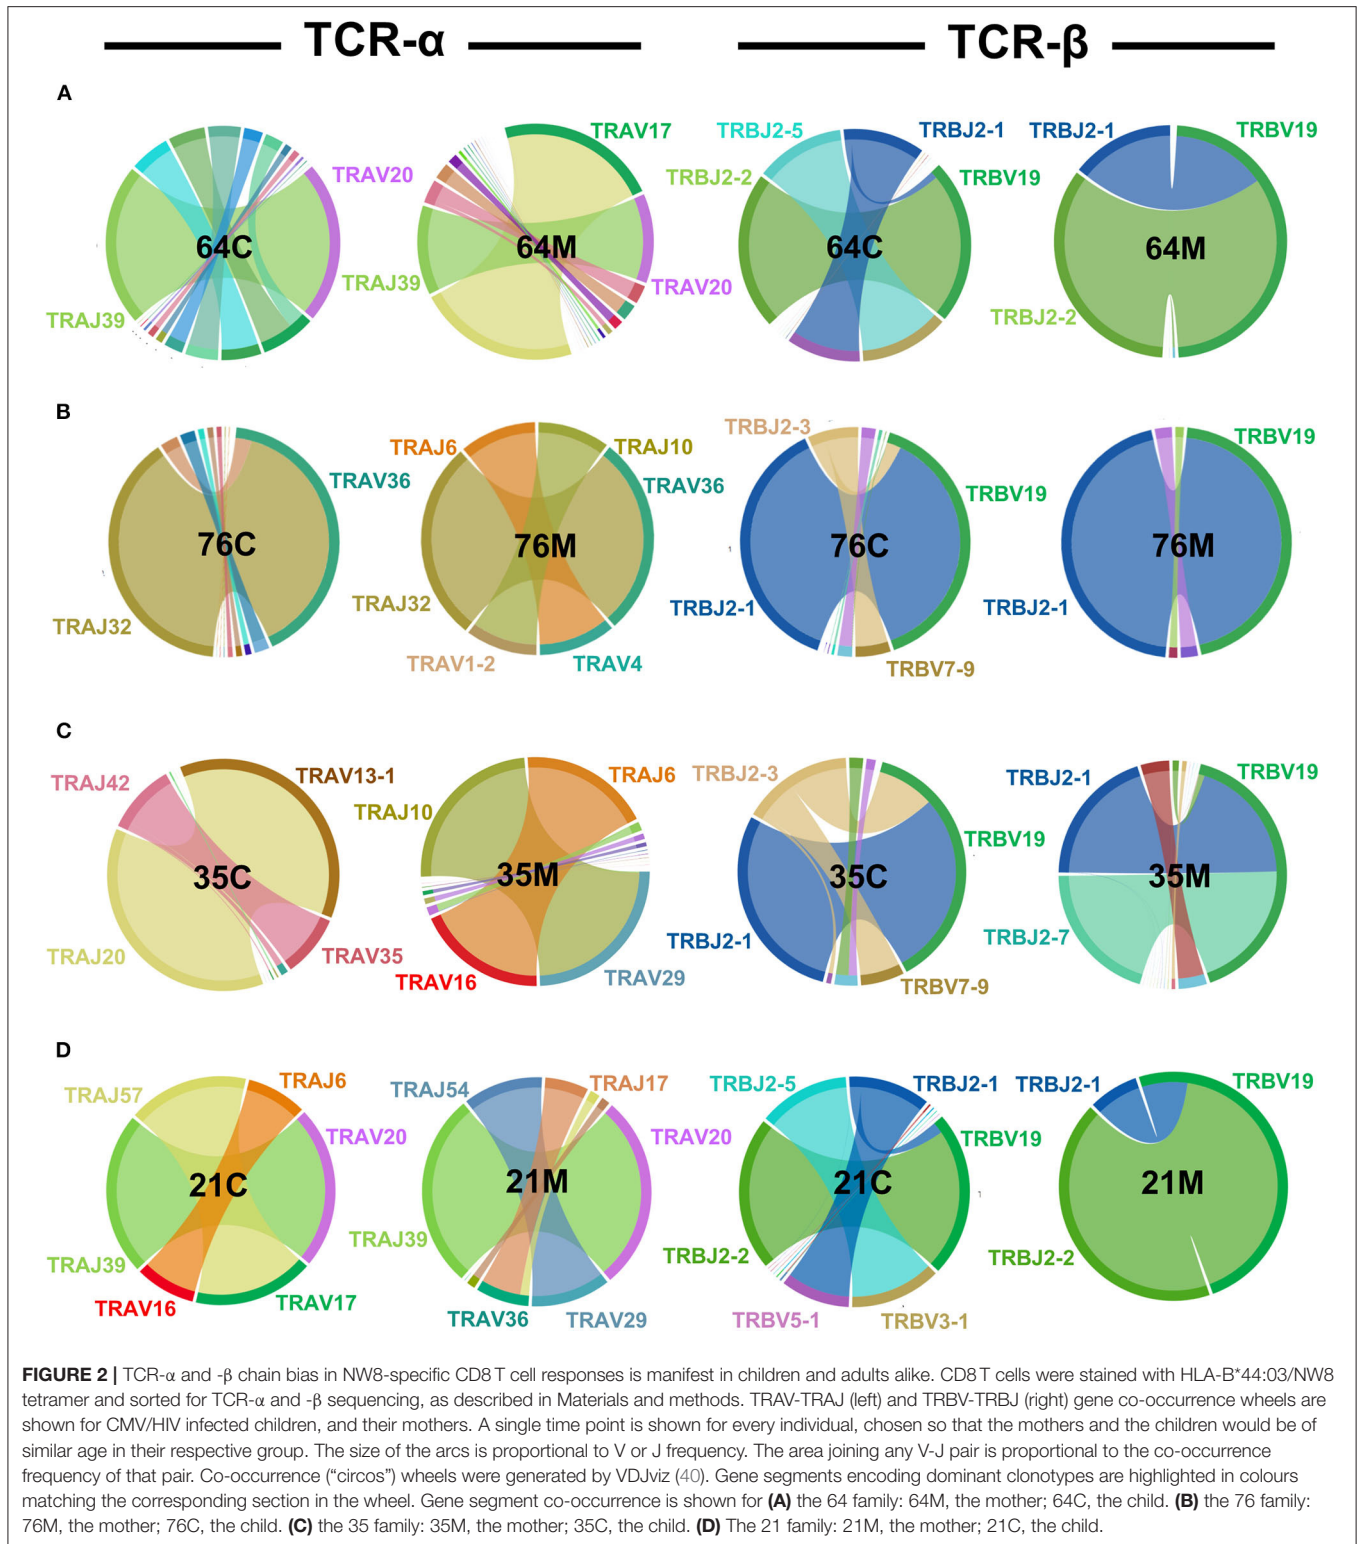 TCR-α
TCR-β
A
TRAV20
64C
TRAJ39
TRAV17
64M
TRAJ39
TRAV20
TRBJ2-5
TRBJ2-1
TRBJ2-2
TRBV19
64C
TRBJ2-1
TRBV19
64M
TRBJ2-2
B
TRAV36
76C
TRAJ32
TRAJ6
TRAJ10
TRAV36
76M
TRAJ32
TRAV1-2
TRAV4
TRBJ2-3
TRBV19
76C
TRBJ2-1
TRBV7-9
TRBV19
76M
TRBJ2-1
C
TRAJ42
TRAV13-1
35C
TRAJ20
TRAV35
TRAJ6
TRAJ10
35M
TRAV16
TRAV29
TRBJ2-3
TRBV19
35C
TRBJ2-1
TRBV7-9
TRBJ2-1
TRBV19
35M
TRBJ2-7
D
TRAJ57
TRAJ6
TRAV20
21C
TRAJ39
TRAV16
TRAV17
TRAJ54
TRAJ17
TRAV20
21M
TRAJ39
TRAV36
TRAV29
TRBJ2-5
TRBJ2-1
TRBV19
21C
TRBJ2-2
TRBV5-1
TRBV3-1
TRBJ2-1
TRBV19
21M
TRBJ2-2
FIGURE 2 | TCR-α and -β chain bias in NW8-specific CD8 T cell responses is manifest in children and adults alike. CD8 T cells were stained with HLA-B*44:03/NW8
tetramer and sorted for TCR-α and -β sequencing, as described in Materials and methods. TRAV-TRAJ (left) and TRBV-TRBJ (right) gene co-occurrence wheels are
shown for CMV/HIV infected children, and their mothers. A single time point is shown for every individual, chosen so that the mothers and the children would be of
similar age in their respective group. The size of the arcs is proportional to V or J frequency. The area joining any V-J pair is proportional to the co-occurrence
frequency of that pair. Co-occurrence ("circos") wheels were generated by VDJviz (40). Gene segments encoding dominant clonotypes are highlighted in colours
matching the corresponding section in the wheel. Gene segment co-occurrence is shown for (A) the 64 family: 64M, the mother; 64C, the child. (B) the 76 family:
76M, the mother; 76C, the child. (C) the 35 family: 35M, the mother; 35C, the child. (D) The 21 family: 21M, the mother; 21C, the child.